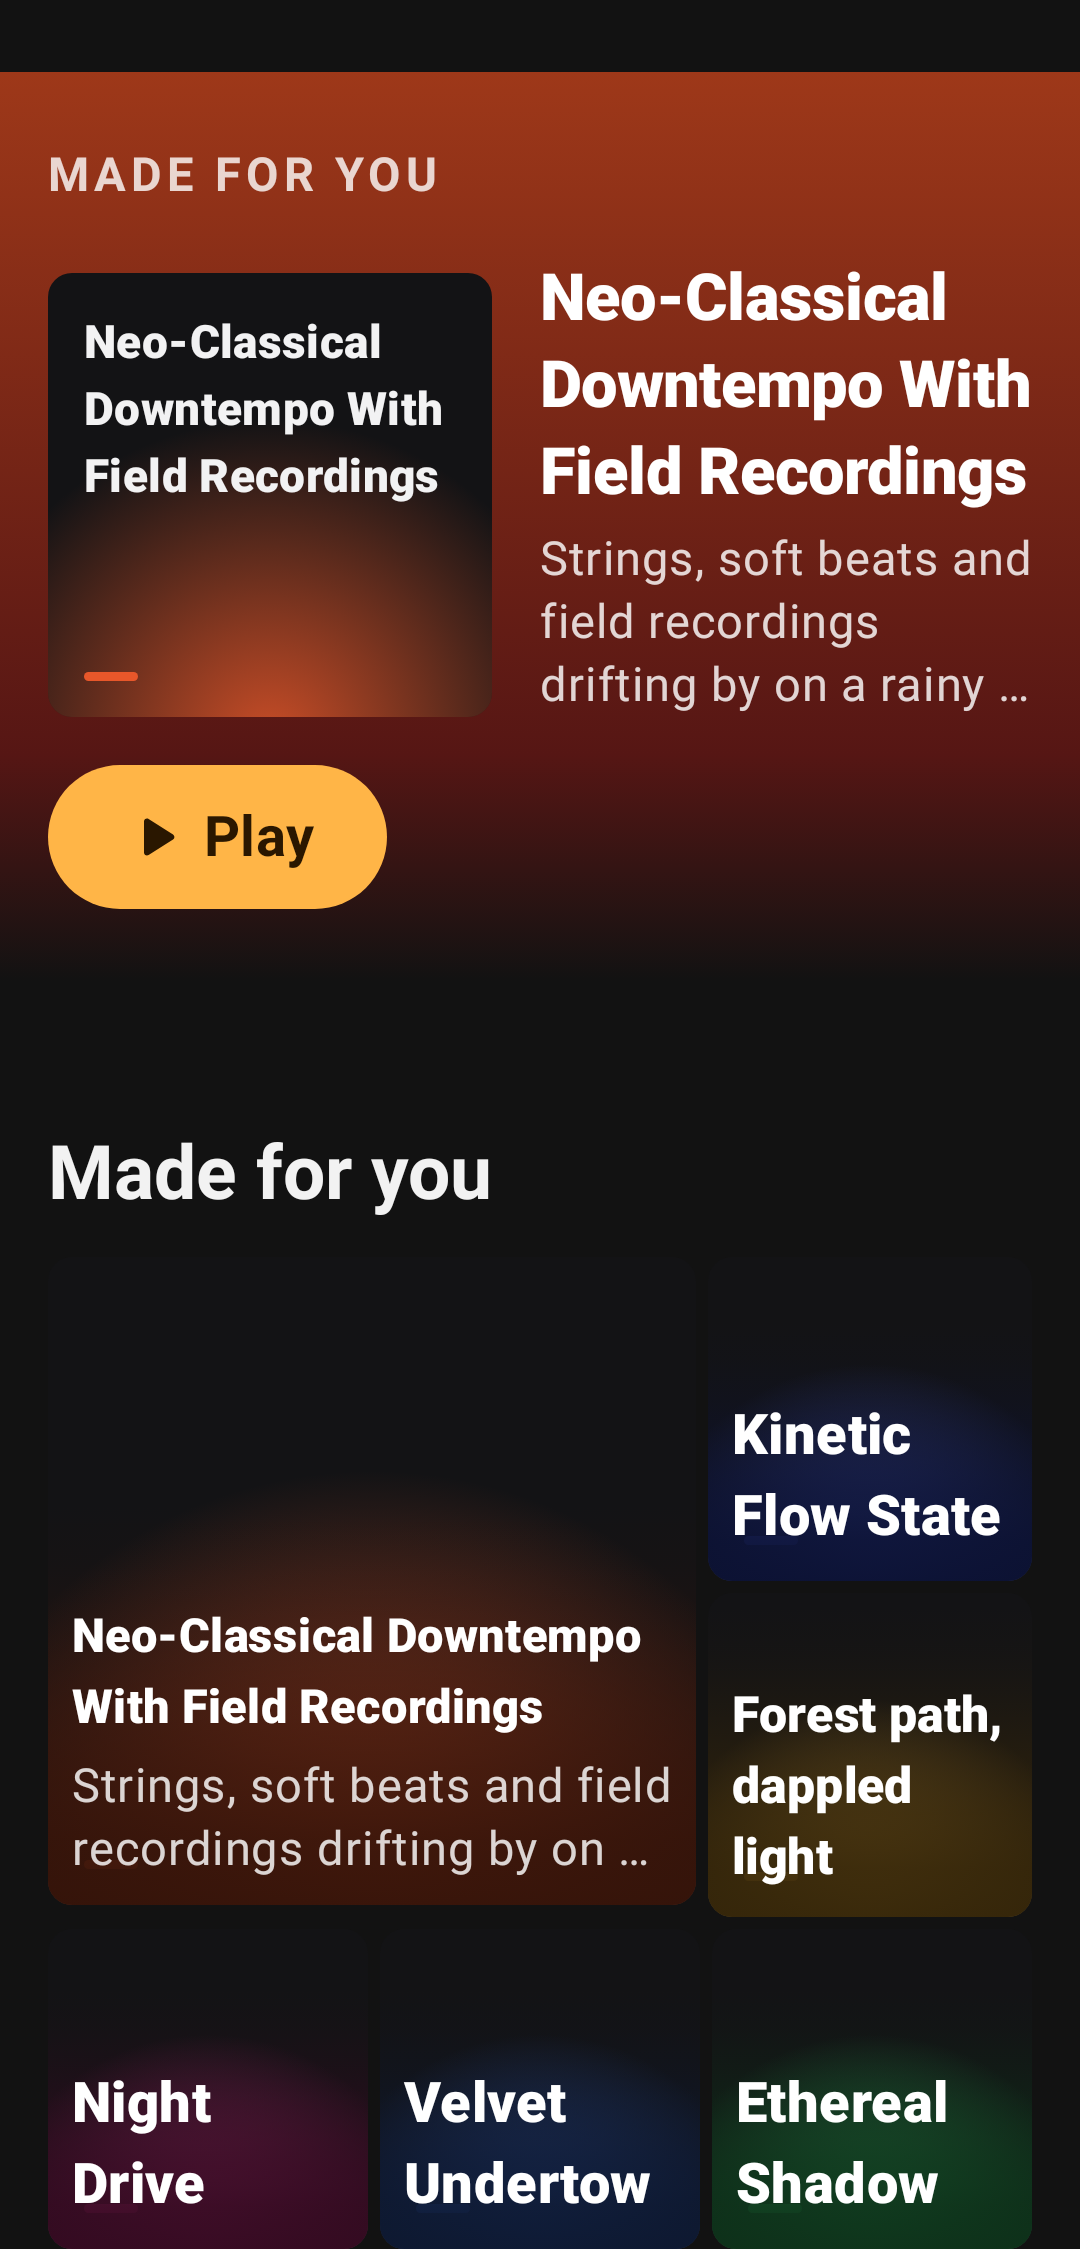 MADE FOR YOU
Neo-Classical
Downtempo With
Field Recordings
Neo-Classical
Downtempo With
Field Recordings
Strings, soft beats and
field recordings
drifting by on a rainy …
Play
Made for you
Neo-Classical Downtempo
With Field Recordings
Strings, soft beats and field
recordings drifting by on …
Kinetic
Flow State
Forest path,
dappled
light
Night
Drive
Velvet
Undertow
Ethereal
Shadow